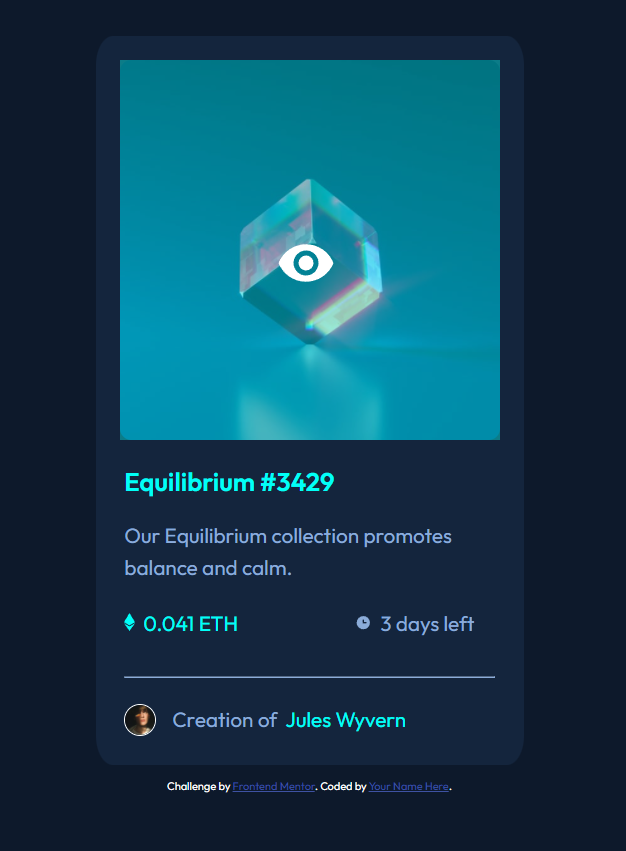 Equilibrium #3429
Our Equilibrium collection promotes
balance and calm.
0.041 ETH
3 days left
Creation of Jules Wyvern
Challenge by Frontend Mentor. Coded by Your Name Here.